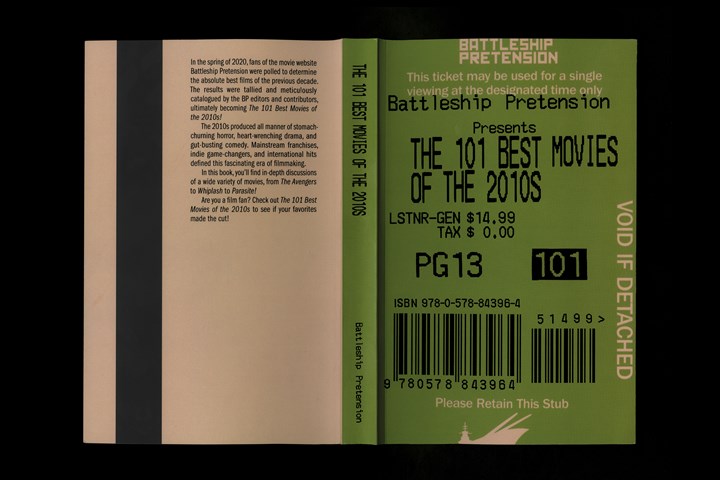 In the spring of 2020, fans of the movie website
Battleship Pretension were polled to determine
the absolute best films of the previous decade.
The results were tallied and meticulously
catalogued by the BP editors and contributors,
ultimately becoming The 101 Best Movies of
the 2010s!
The 2010s produced all manner of stomach-
churning horror, heart-wrenching drama, and
gut-busting comedy. Mainstream franchises,
indie game-changers, and international hits
defined this fascinating era of filmmaking.
In this book, you'll find in-depth discussions
of a wide variety of movies, from The Avengers
to Whiplash to Parasite!
Are you a film fan? Check out The 101 Best
Movies of the 2010s to see if your favorites
made the cut!
THE 101 BEST MOVIES OF THE 2010S
Battleship Pretension
BATTLESHIP
PRETENSION
This ticket may be used for a single
viewing at the designated time only
Battleship Pretension
Presents
THE 101 BEST MOVIES
OF THE 2010S
LSTNR-GEN $14.99
TAX $ 0.00
PG13 101
ISBN 978-0-578-84396-4
51499>
9 780578 843964
Please Retain This Stub
VOID IF DETACHED